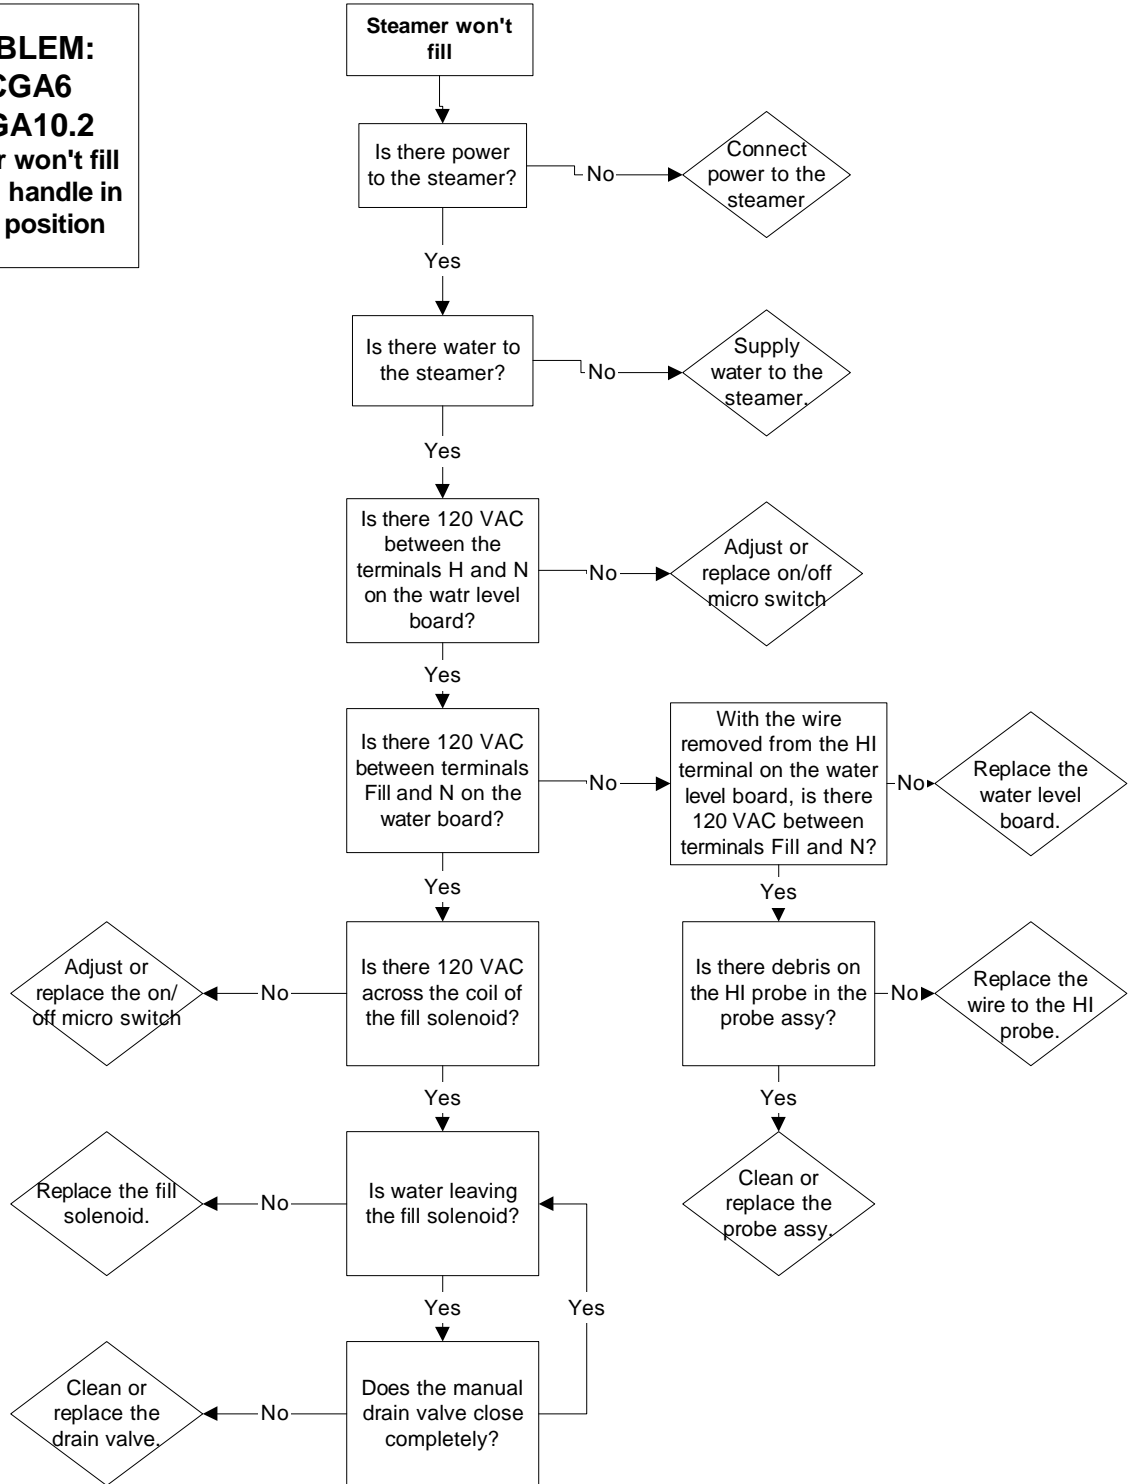 BLEM:
CGA6
GA10.2
r won't fill
handle in
position
Steamer won't
fill
Is there power
to the steamer?
No
Connect
power to the
steamer
Yes
Is there water to
the steamer?
No
Supply
water to the
steamer.
Yes
Is there 120 VAC
between the
terminals H and N
on the watr level
board?
No
Adjust or
replace on/off
micro switch
Yes
Is there 120 VAC
between terminals
Fill and N on the
water board?
No
With the wire
removed from the HI
terminal on the water
level board, is there
120 VAC between
terminals Fill and N?
No
Replace the
water level
board.
Yes
Yes
Adjust or
replace the on/
off micro switch
No
Is there 120 VAC
across the coil of
the fill solenoid?
Is there debris on
the HI probe in the
probe assy?
No
Replace the
wire to the HI
probe.
Yes
Yes
Replace the fill
solenoid.
No
Is water leaving
the fill solenoid?
Clean or
replace the
probe assy.
Yes
Yes
Clean or
replace the
drain valve.
No
Does the manual
drain valve close
completely?